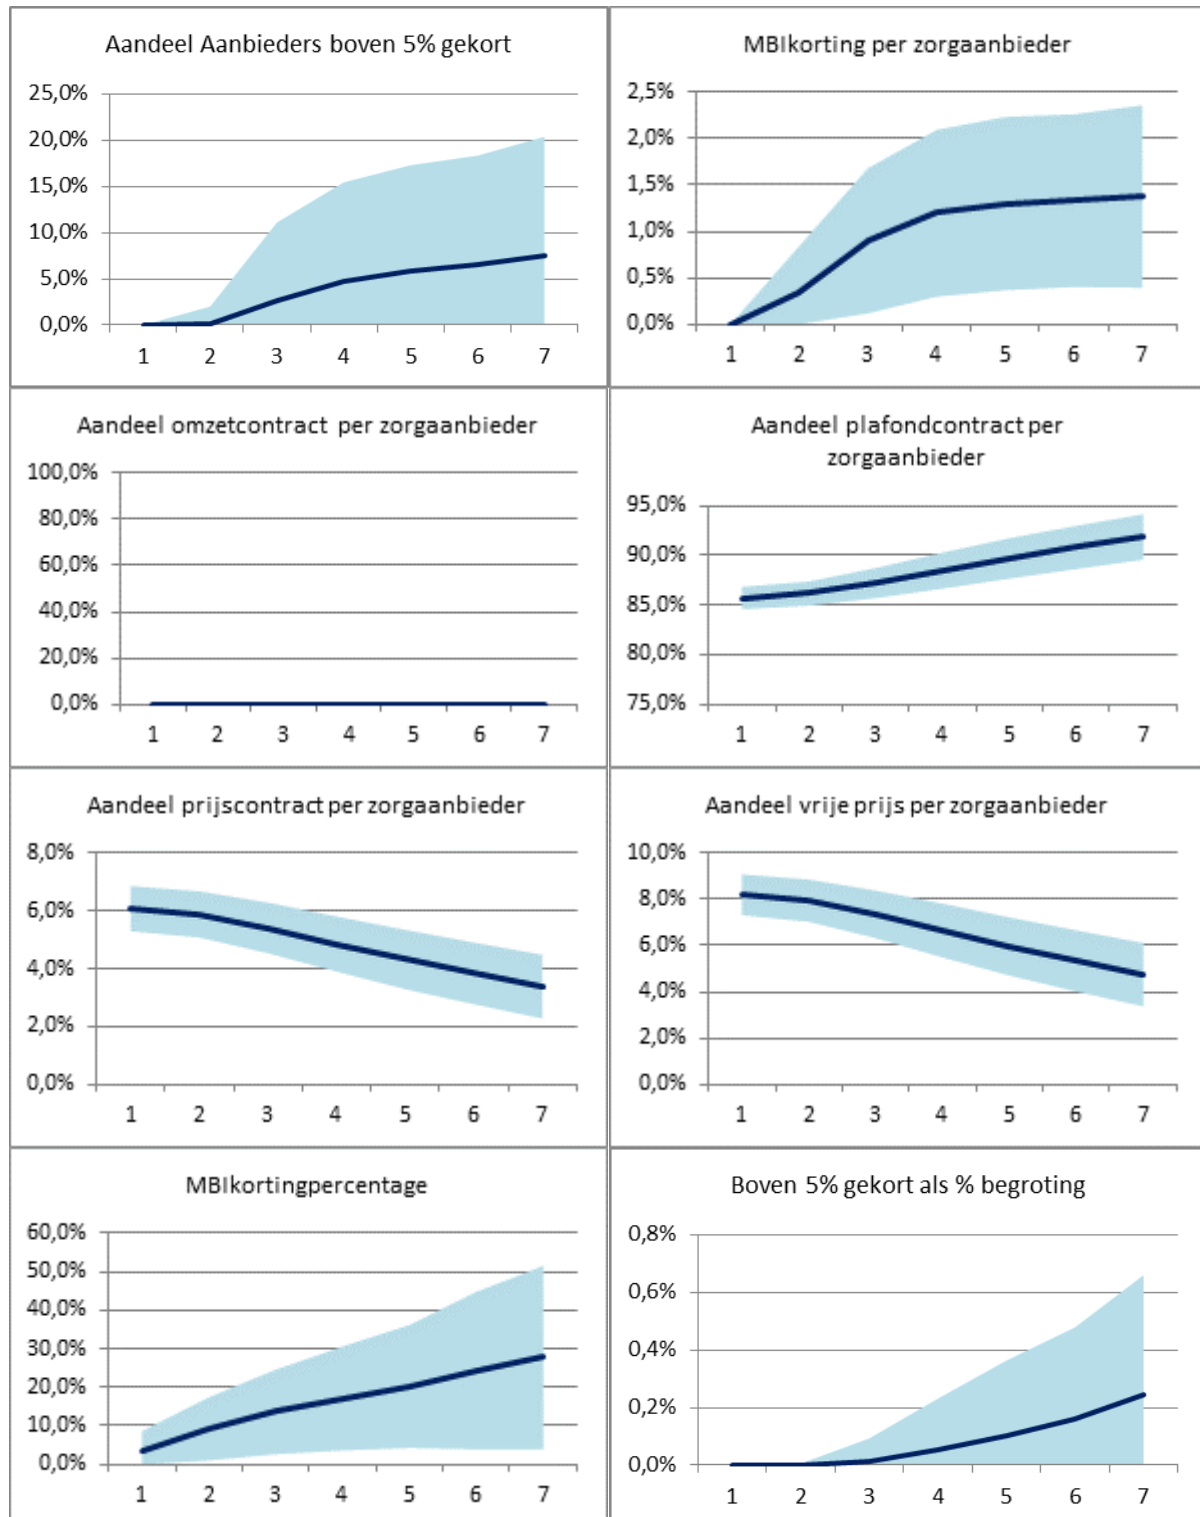 Aandeel Aanbieders boven 5% gekort
25,0%
20,0%
15,0%
10,0%
5,0%
0,0%
1 2 3 4 5 6 7
MBIkorting per zorgaanbieder
2,5%
2,0%
1,5%
1,0%
0,5%
0,0%
1 2 3 4 5 6 7
Aandeel omzetcontract per zorgaanbieder
100,0%
80,0%
60,0%
40,0%
20,0%
0,0%
1 2 3 4 5 6 7
Aandeel plafondcontract per
zorgaanbieder
95,0%
90,0%
85,0%
80,0%
75,0%
1 2 3 4 5 6 7
Aandeel prijscontract per zorgaanbieder
8,0%
6,0%
4,0%
2,0%
0,0%
1 2 3 4 5 6 7
Aandeel vrije prijs per zorgaanbieder
10,0%
8,0%
6,0%
4,0%
2,0%
0,0%
1 2 3 4 5 6 7
MBIkortingpercentage
60,0%
50,0%
40,0%
30,0%
20,0%
10,0%
0,0%
1 2 3 4 5 6 7
Boven 5% gekort als % begroting
0,8%
0,6%
0,4%
0,2%
0,0%
1 2 3 4 5 6 7